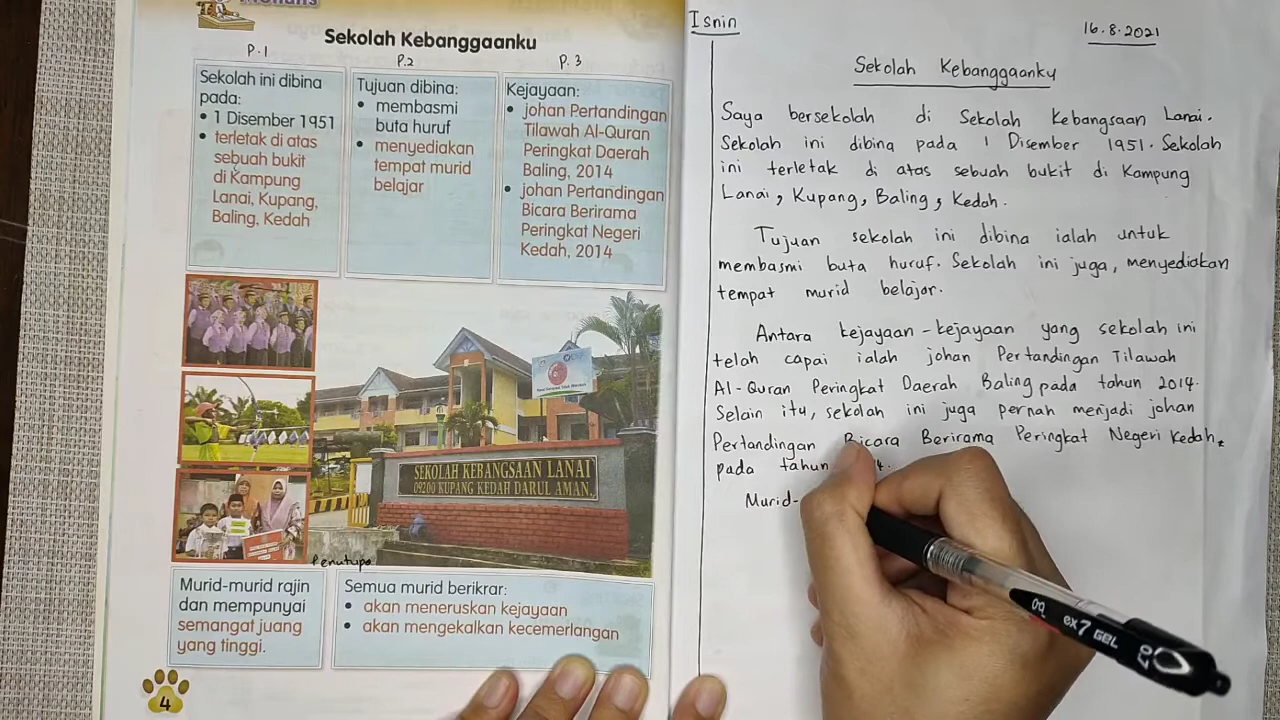 Sekolah Kebanggaanku
P.1
P.2
P.3
Sekolah ini dibina
pada:
• 1 Disember 1951
• terletak di atas
sebuah bukit
di Kampung
Lanai, Kupang,
Baling, Kedah
Tujuan dibina:
• membasmi
buta huruf
• menyediakan
tempat murid
belajar
Kejayaan:
• johan Pertandingan
Tilawah Al-Quran
Peringkat Daerah
Baling, 2014
• johan Pertandingan
Bicara Berirama
Peringkat Negeri
Kedah, 2014
SEKOLAH KEBANGSAAN LANAI
09200 KUPANG KEDAH DARUL AMAN.
Penutup
Murid-murid rajin
dan mempunyai
semangat juang
yang tinggi.
Semua murid berikrar:
• akan meneruskan kejayaan
• akan mengekalkan kecemerlangan
4
Isnin
16.8.2021
Sekolah Kebanggaanku
Saya bersekolah di Sekolah Kebangsaan Lanai.
Sekolah ini dibina pada 1 Disember 1951. Sekolah
ini terletak di atas sebuah bukit di Kampung
Lanai, Kupang, Baling, Kedah.
Tujuan sekolah ini dibina ialah untuk
membasmi buta huruf. Sekolah ini juga, menyediakan
tempat murid belajar.
Antara kejayaan-kejayaan yang sekolah ini
telah capai ialah johan Pertandingan Tilawah
Al-Quran Peringkat Daerah Baling pada tahun 2014.
Selain itu, sekolah ini juga pernah menjadi johan
Pertandingan Bicara Berirama Peringkat Negeri Kedah,
pada tahun 4.
Murid-
ex7 GEL
0.7